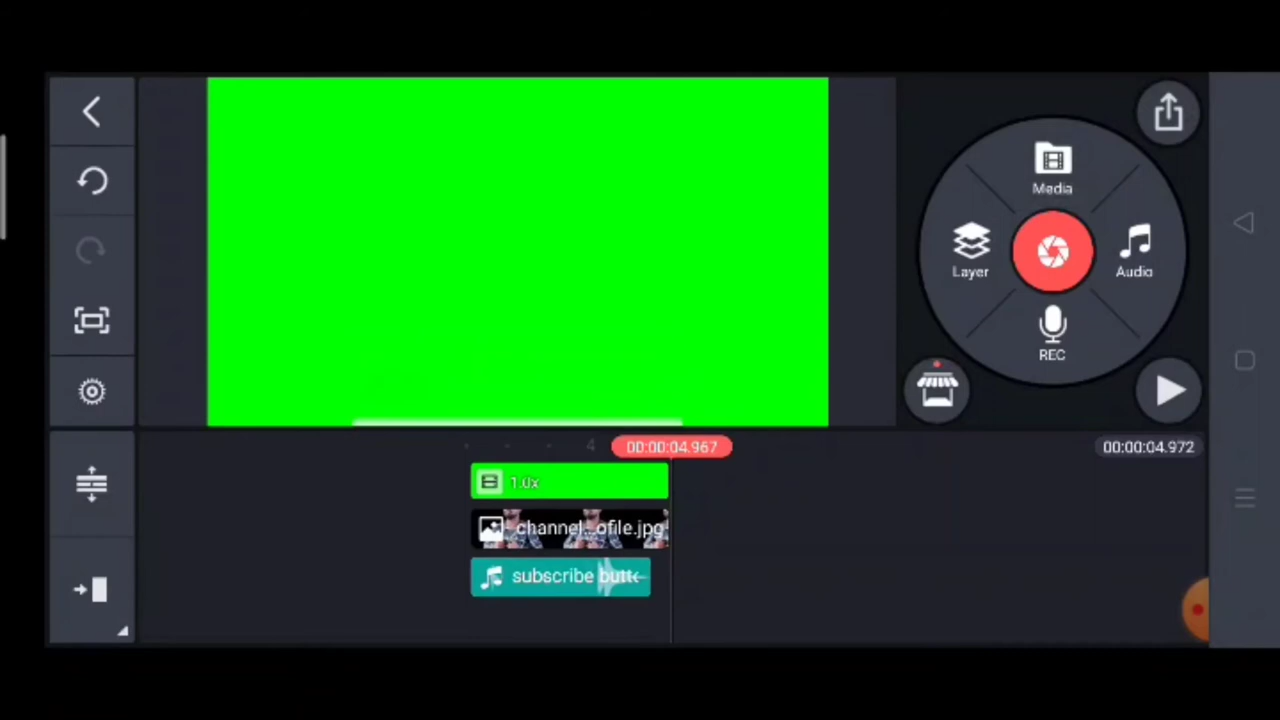 Media
Layer
Audio
REC
4
00:00:04.967
00:00:04.972
1.0x
channel...ofile.jpg
subscribe butt